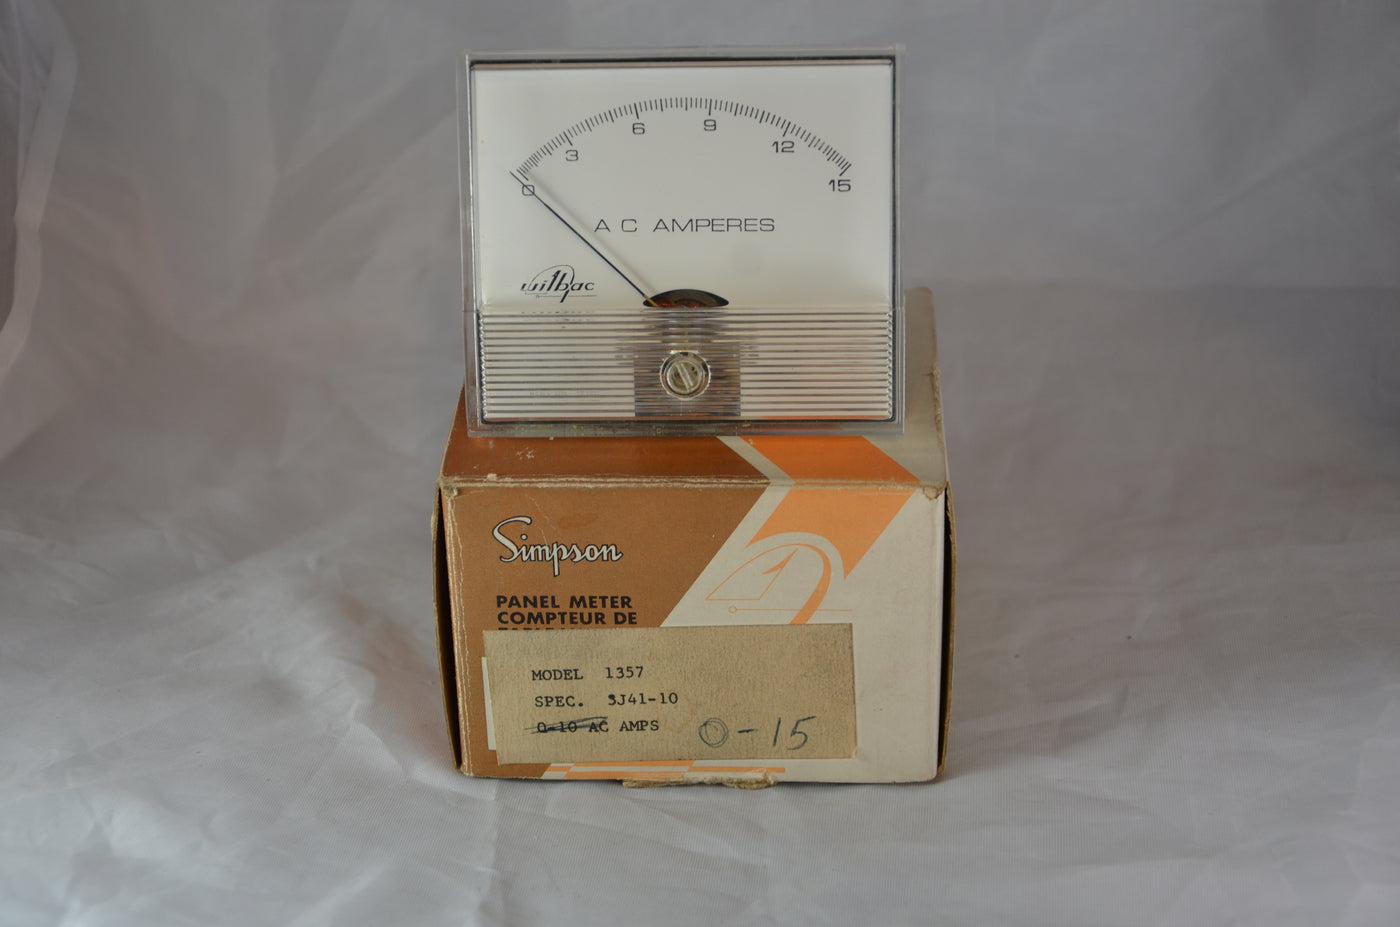 0 3 6 9 12 15
A C AMPERES
wilbac
Simpson
PANEL METER
COMPTEUR DE
MODEL 1357
SPEC. 3J41-10
0-10 AC AMPS 0-15